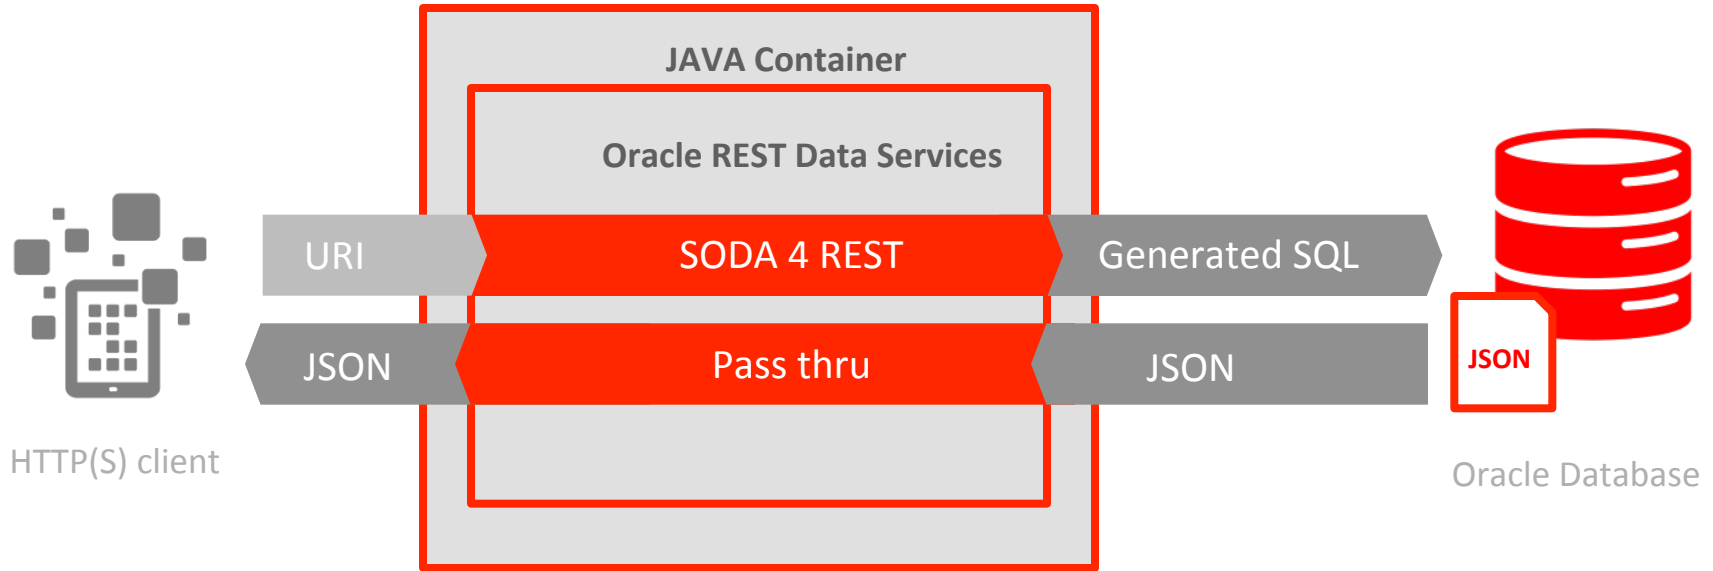 JAVA Container
Oracle REST Data Services
URI
SODA 4 REST
Generated SQL
JSON
Pass thru
JSON
JSON
HTTP(S) client
Oracle Database